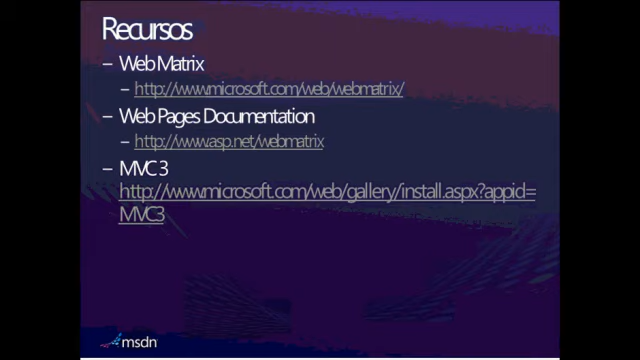 Recursos
– WebMatrix
– http://www.microsoft.com/web/webmatrix/
– Web Pages Documentation
– http://www.asp.net/webmatrix
– MVC 3
http://www.microsoft.com/web/gallery/install.aspx?appid=
MVC3
msdn